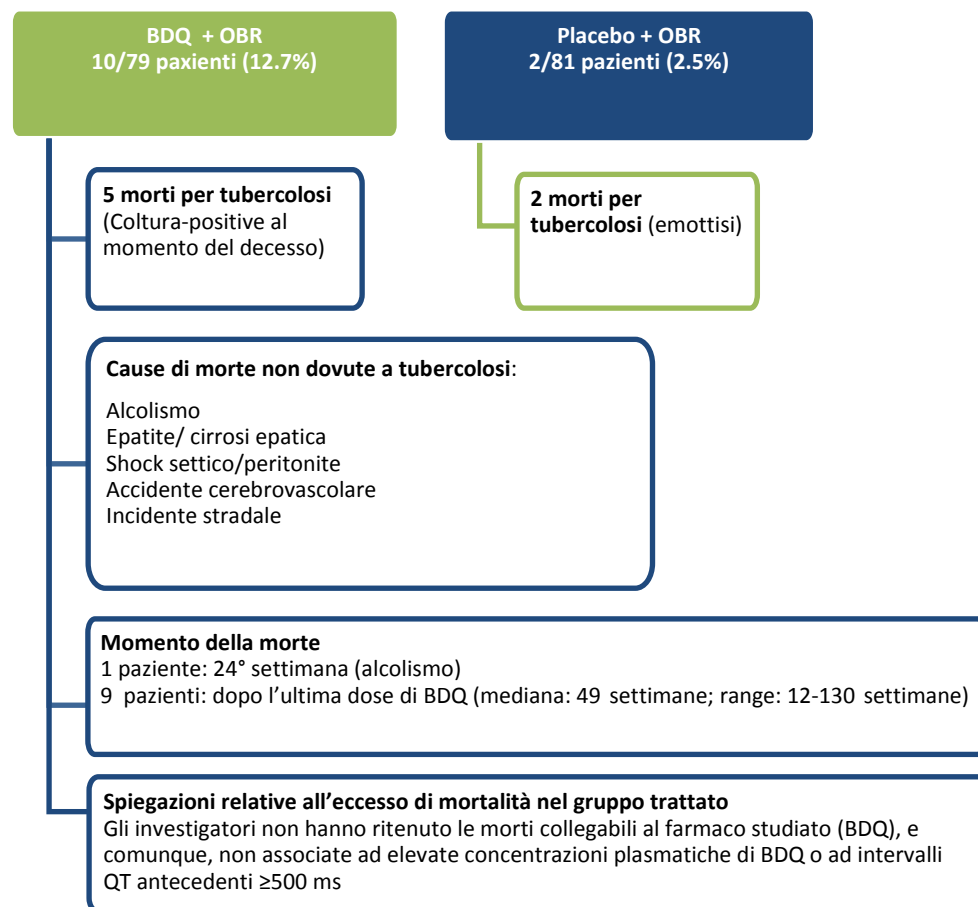 BDQ + OBR
10/79 paxienti (12.7%)
Placebo + OBR
2/81 pazienti (2.5%)
5 morti per tubercolosi
(Coltura-positive al
momento del decesso)
2 morti per
tubercolosi (emottisi)
Cause di morte non dovute a tubercolosi:
Alcolismo
Epatite/ cirrosi epatica
Shock settico/peritonite
Accidente cerebrovascolare
Incidente stradale
Momento della morte
1 paziente: 24° settimana (alcolismo)
9 pazienti: dopo l'ultima dose di BDQ (mediana: 49 settimane; range: 12-130 settimane)
Spiegazioni relative all'eccesso di mortalità nel gruppo trattato
Gli investigatori non hanno ritenuto le morti collegabili al farmaco studiato (BDQ), e
comunque, non associate ad elevate concentrazioni plasmatiche di BDQ o ad intervalli
QT antecedenti ≥500 ms